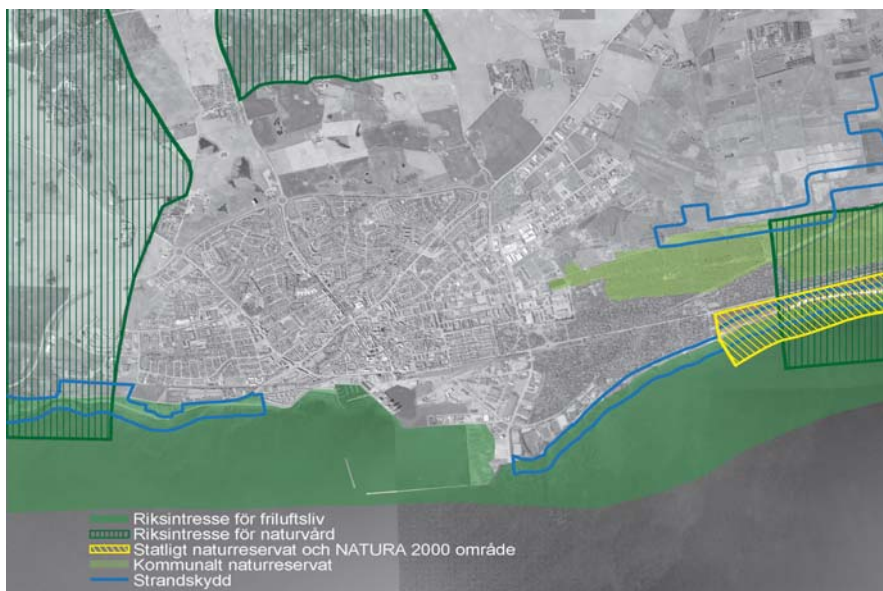 Riksintresse för friluftsliv
Riksintresse för naturvård
Statligt naturreservat och NATURA 2000 område
Kommunalt naturreservat
Strandskydd